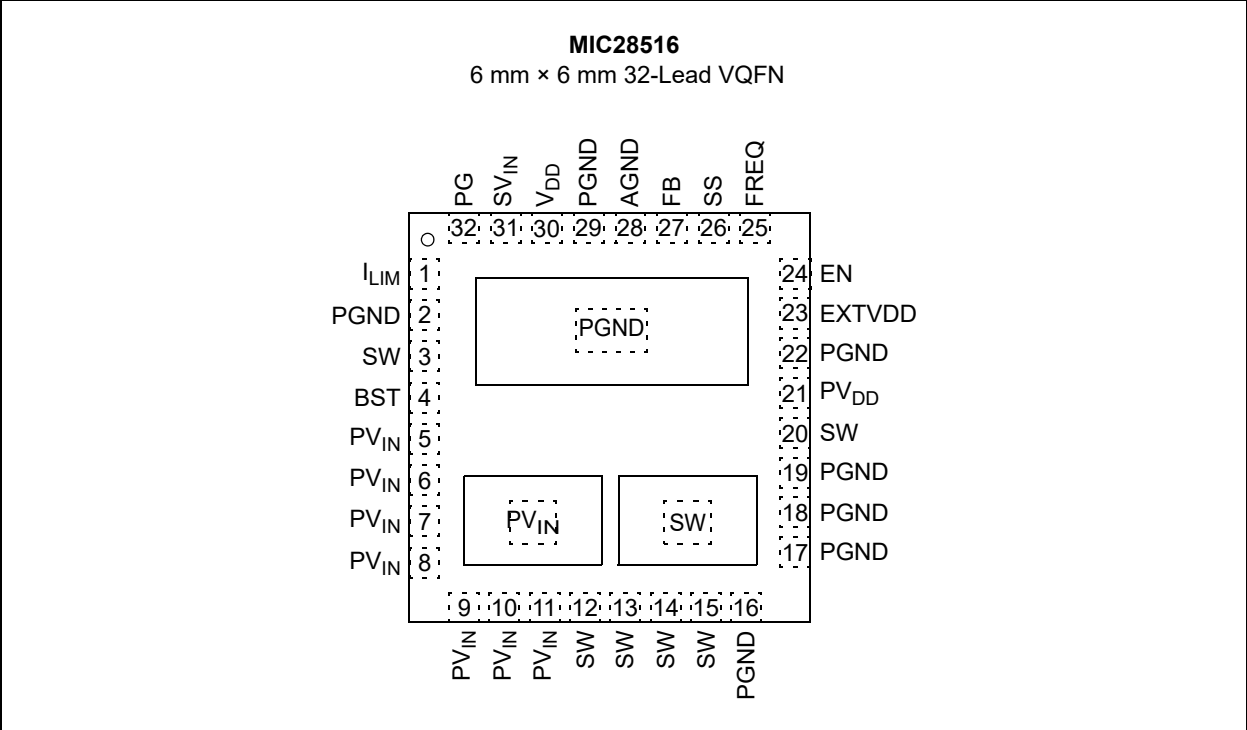 MIC28516
6 mm × 6 mm 32-Lead VQFN
PG SVIN VDD PGND AGND FB SS FREQ
32 31 30 29 28 27 26 25
ILIM 1
PGND 2
SW 3
BST 4
PVIN 5
PVIN 6
PVIN 7
PVIN 8
24 EN
23 EXTVDD
22 PGND
21 PVDD
20 SW
19 PGND
18 PGND
17 PGND
PGND
PVIN
SW
9 10 11 12 13 14 15 16
PVIN PVIN PVIN SW SW SW SW PGND